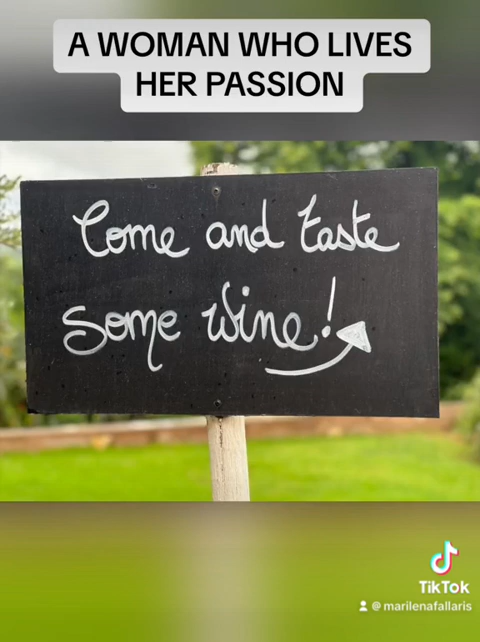 A WOMAN WHO LIVES
HER PASSION
Come and taste
some wine!
TikTok
@marilenafallaris